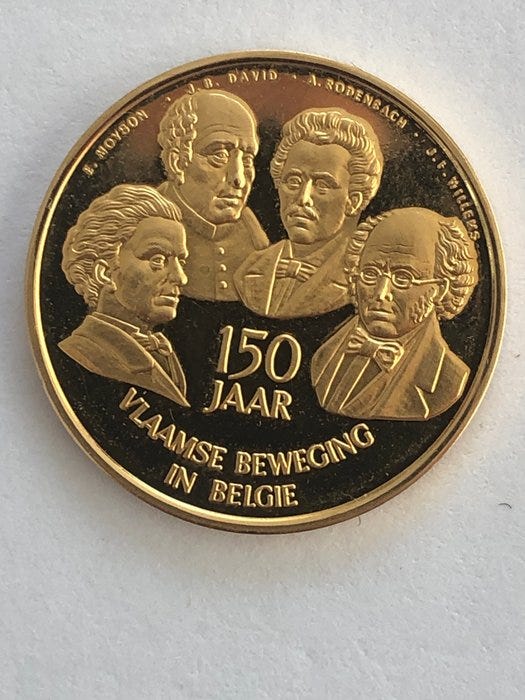 E. MOYSON · J. B. DAVID · A. RODENBACH · J. F. WILLEMS
150
JAAR
VLAAMSE BEWEGING
IN BELGIE